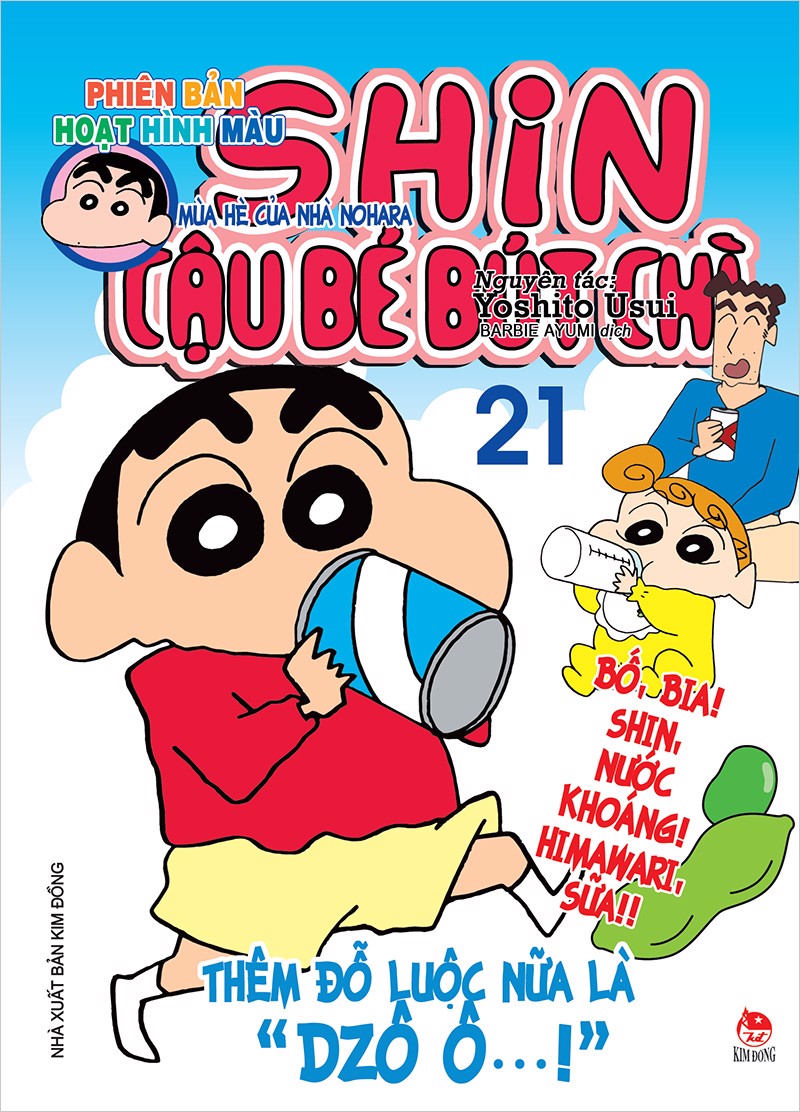 PHIÊN BẢN
HOẠT HÌNH MÀU
SHiN
MÙA HÈ CỦA NHÀ NOHARA
CẬU BÉ BÚT CHÌ
Nguyên tác:
Yoshito Usui
BARBIE AYUMI dịch
21
BỐ, BIA!
SHIN,
NƯỚC
KHOÁNG!
HIMAWARI,
SỮA!!
THÊM ĐỖ LUỘC NỮA LÀ
“DZÔ Ô...!”
NHÀ XUẤT BẢN KIM ĐỒNG
KIM ĐỒNG